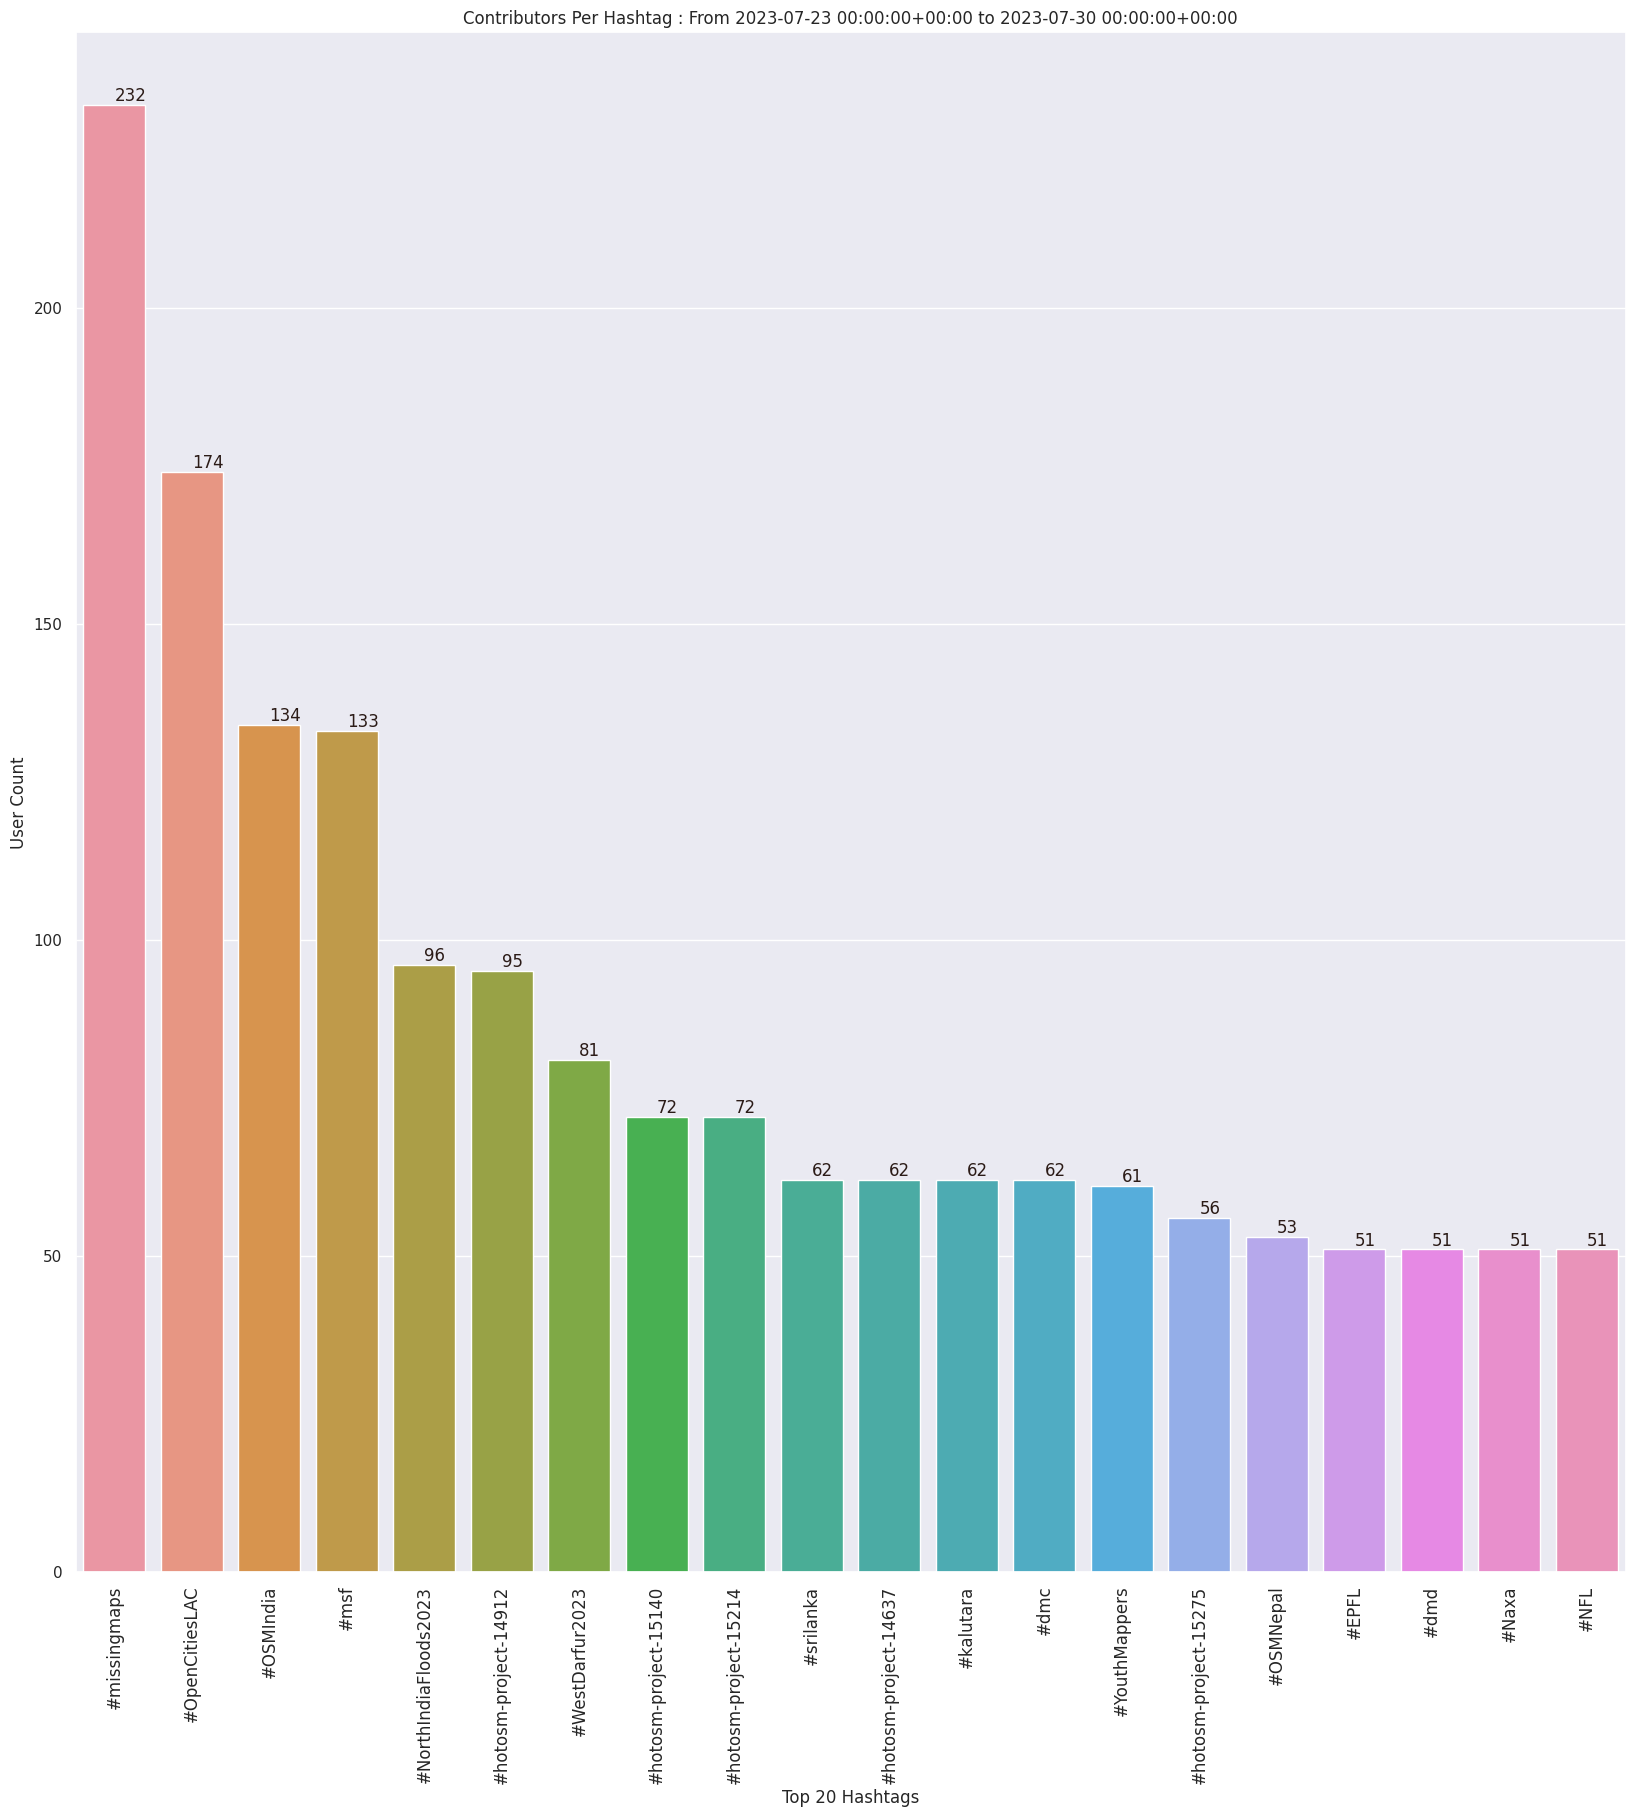 Contributors Per Hashtag : From 2023-07-23 00:00:00+00:00 to 2023-07-30 00:00:00+00:00
User Count
200
150
100
50
0
232
174
134
133
96
95
81
72
72
62
62
62
62
61
56
53
51
51
51
51
#missingmaps
#OpenCitiesLAC
#OSMIndia
#msf
#NorthIndiaFloods2023
#hotosm-project-14912
#WestDarfur2023
#hotosm-project-15140
#hotosm-project-15214
#srilanka
#hotosm-project-14637
#kalutara
#dmc
#YouthMappers
#hotosm-project-15275
#OSMNepal
#EPFL
#dmd
#Naxa
#NFL
Top 20 Hashtags